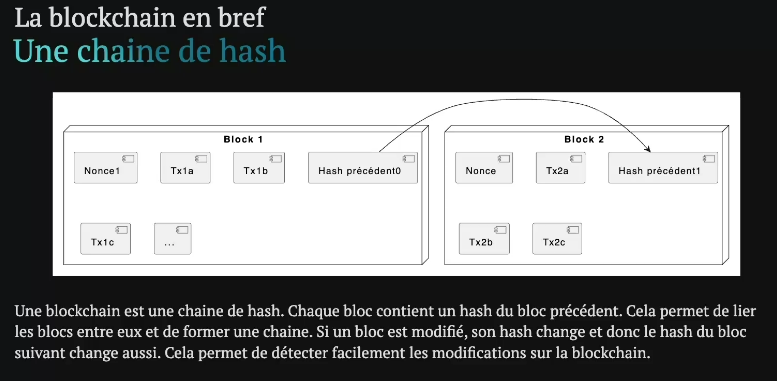 La blockchain en bref
Une chaine de hash
Block 1
Nonce1
Tx1a
Tx1b
Hash précédent0
Tx1c
...
Block 2
Nonce
Tx2a
Hash précédent1
Tx2b
Tx2c
Une blockchain est une chaine de hash. Chaque bloc contient un hash du bloc précédent. Cela permet de lier
les blocs entre eux et de former une chaine. Si un bloc est modifié, son hash change et donc le hash du bloc
suivant change aussi. Cela permet de détecter facilement les modifications sur la blockchain.